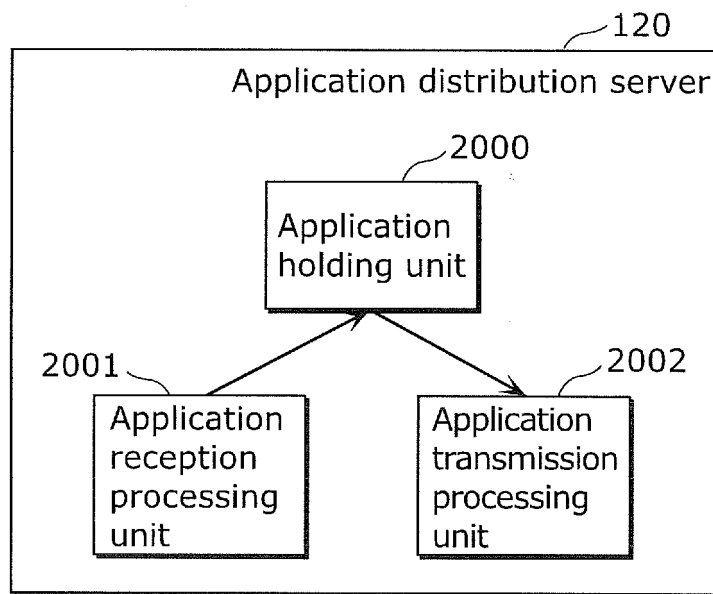 120
Application distribution server
2000
Application
holding unit
2001
Application
reception
processing
unit
2002
Application
transmission
processing
unit